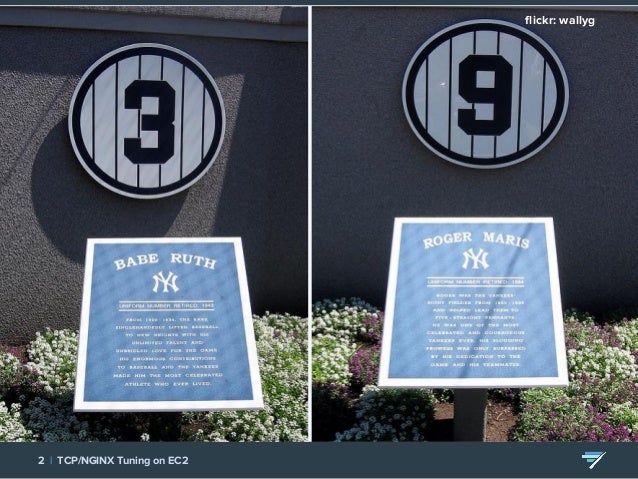 flickr: wallyg
3
9
BABE RUTH
NY
UNIFORM NUMBER RETIRED, 1948
FROM 1920-1934, THE BABE
SINGLEHANDEDLY LIFTED BASEBALL
TO NEW HEIGHTS WITH HIS
UNLIMITED TALENT AND
UNBRIDLED LOVE FOR THE GAME
HIS ENORMOUS CONTRIBUTIONS
TO BASEBALL AND THE YANKEES
MADE HIM THE MOST CELEBRATED
ATHLETE WHO EVER LIVED.
ROGER MARIS
NY
UNIFORM NUMBER RETIRED, 1984
ROGER WAS THE YANKEES'
FIELDER FROM 1960-1966
AND HELPED LEAD THEM TO
FIVE-STRAIGHT PENNANTS.
HE WAS ONE OF THE MOST
CELEBRATED AND COURAGEOUS
YANKEES EVER. HIS SLUGGING
PROWESS WAS ONLY SURPASSED
BY HIS DEDICATION TO THE
GAME AND HIS TEAMMATES.
2 | TCP/NGINX Tuning on EC2